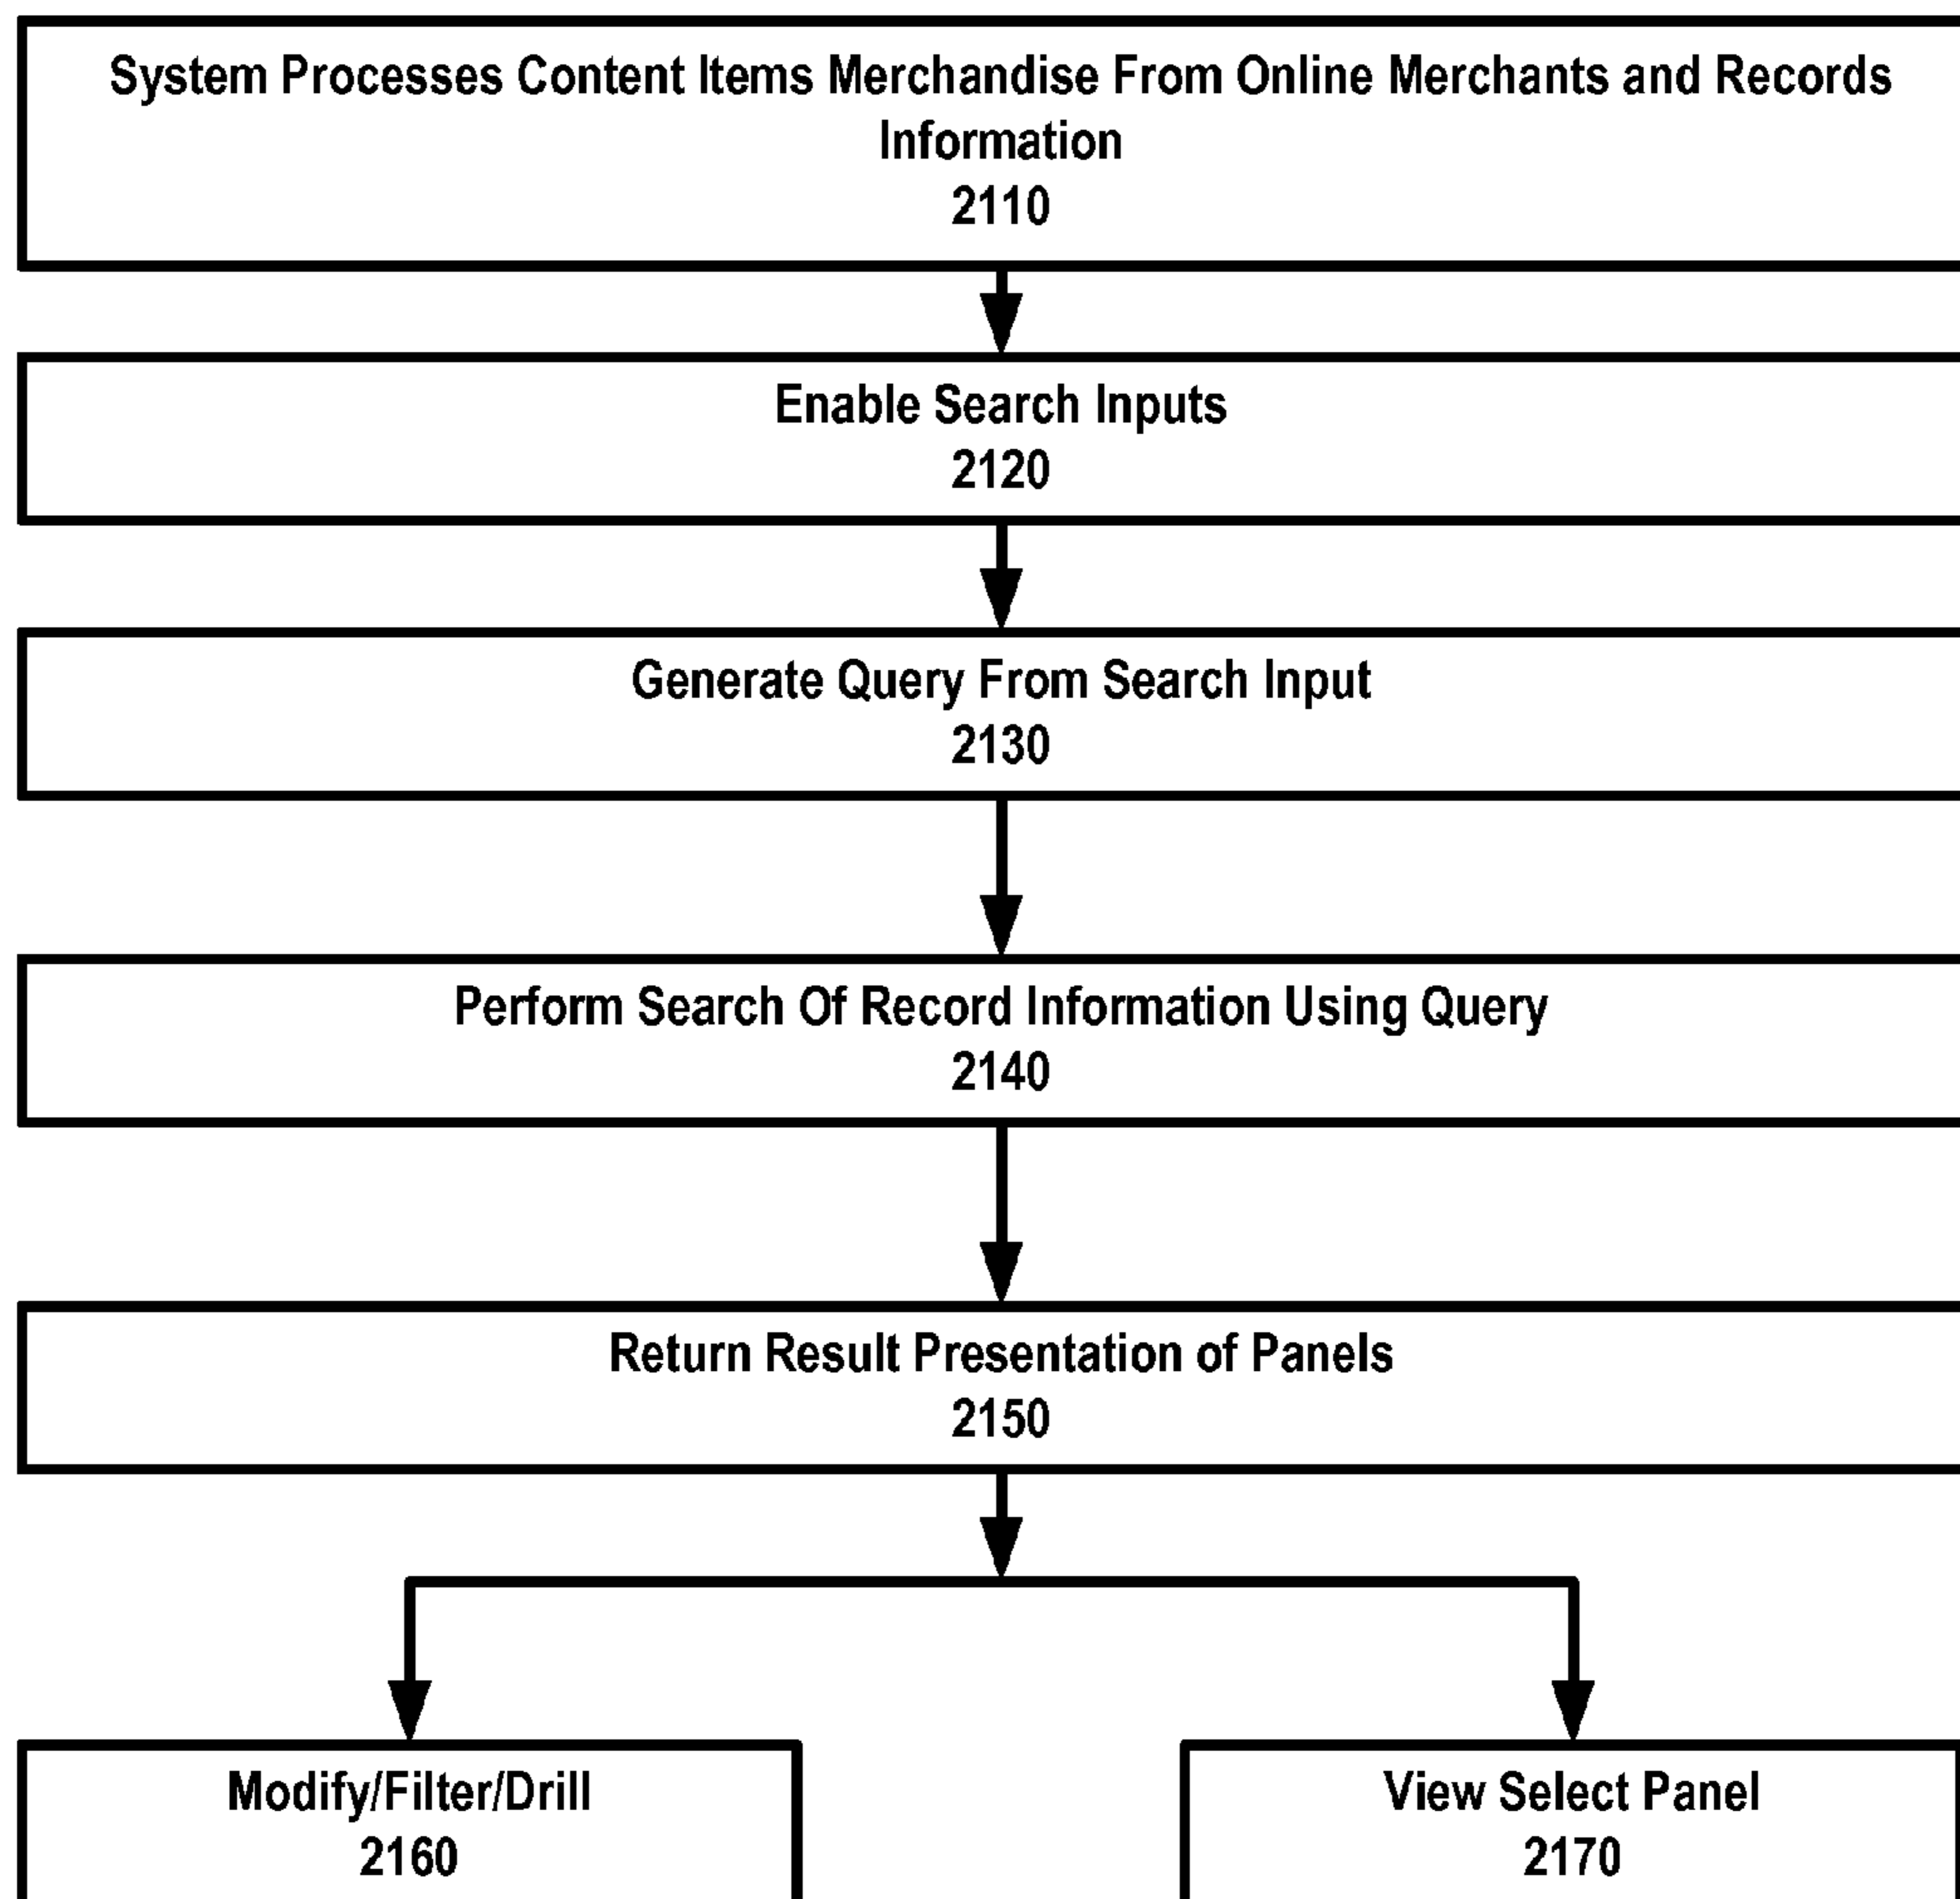 System Processes Content Items Merchandise From Online Merchants and Records
Information
2110
Enable Search Inputs
2120
Generate Query From Search Input
2130
Perform Search Of Record Information Using Query
2140
Return Result Presentation of Panels
2150
Modify/Filter/Drill
2160
View Select Panel
2170